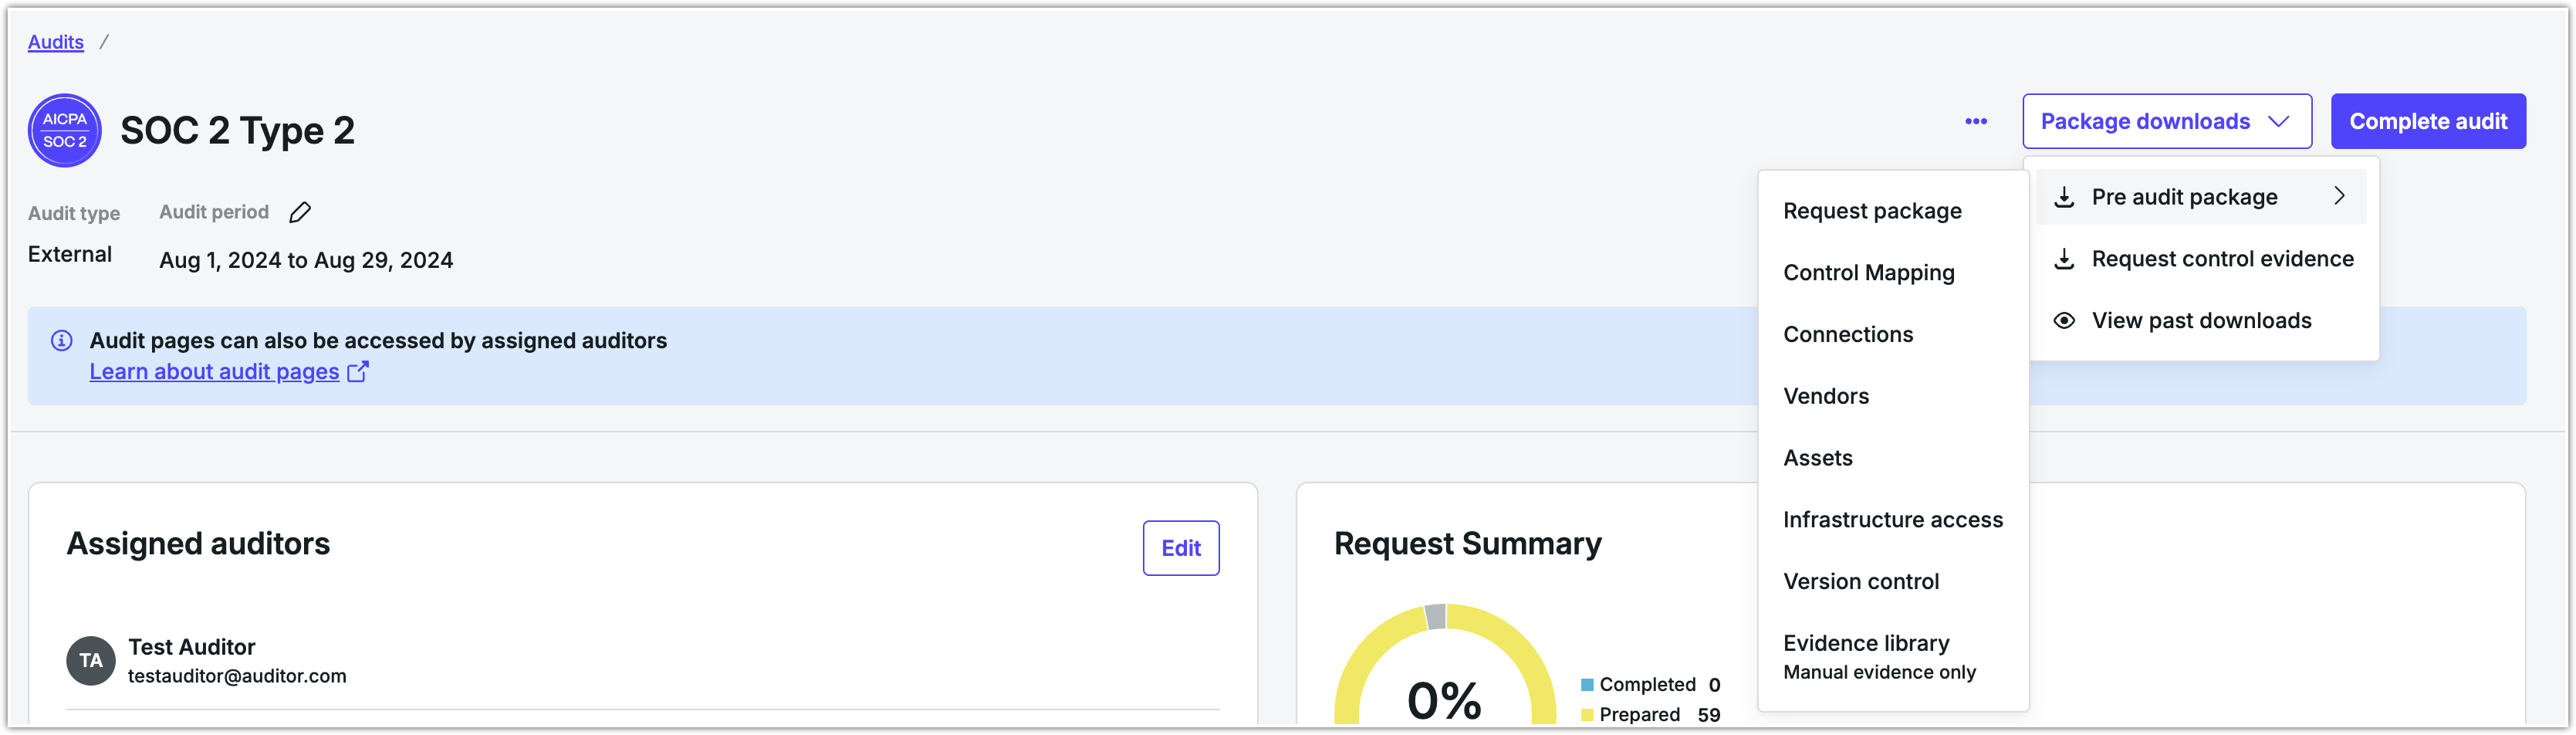 Audits /
AICPA
SOC 2
SOC 2 Type 2
Package downloads
Complete audit
Audit type
Audit period
External
Aug 1, 2024 to Aug 29, 2024
Pre audit package
Request control evidence
View past downloads
Request package
Control Mapping
Connections
Vendors
Assets
Infrastructure access
Version control
Evidence library
Manual evidence only
Audit pages can also be accessed by assigned auditors
Learn about audit pages
Assigned auditors
Edit
TA
Test Auditor
testauditor@auditor.com
Request Summary
0%
Completed 0
Prepared 59